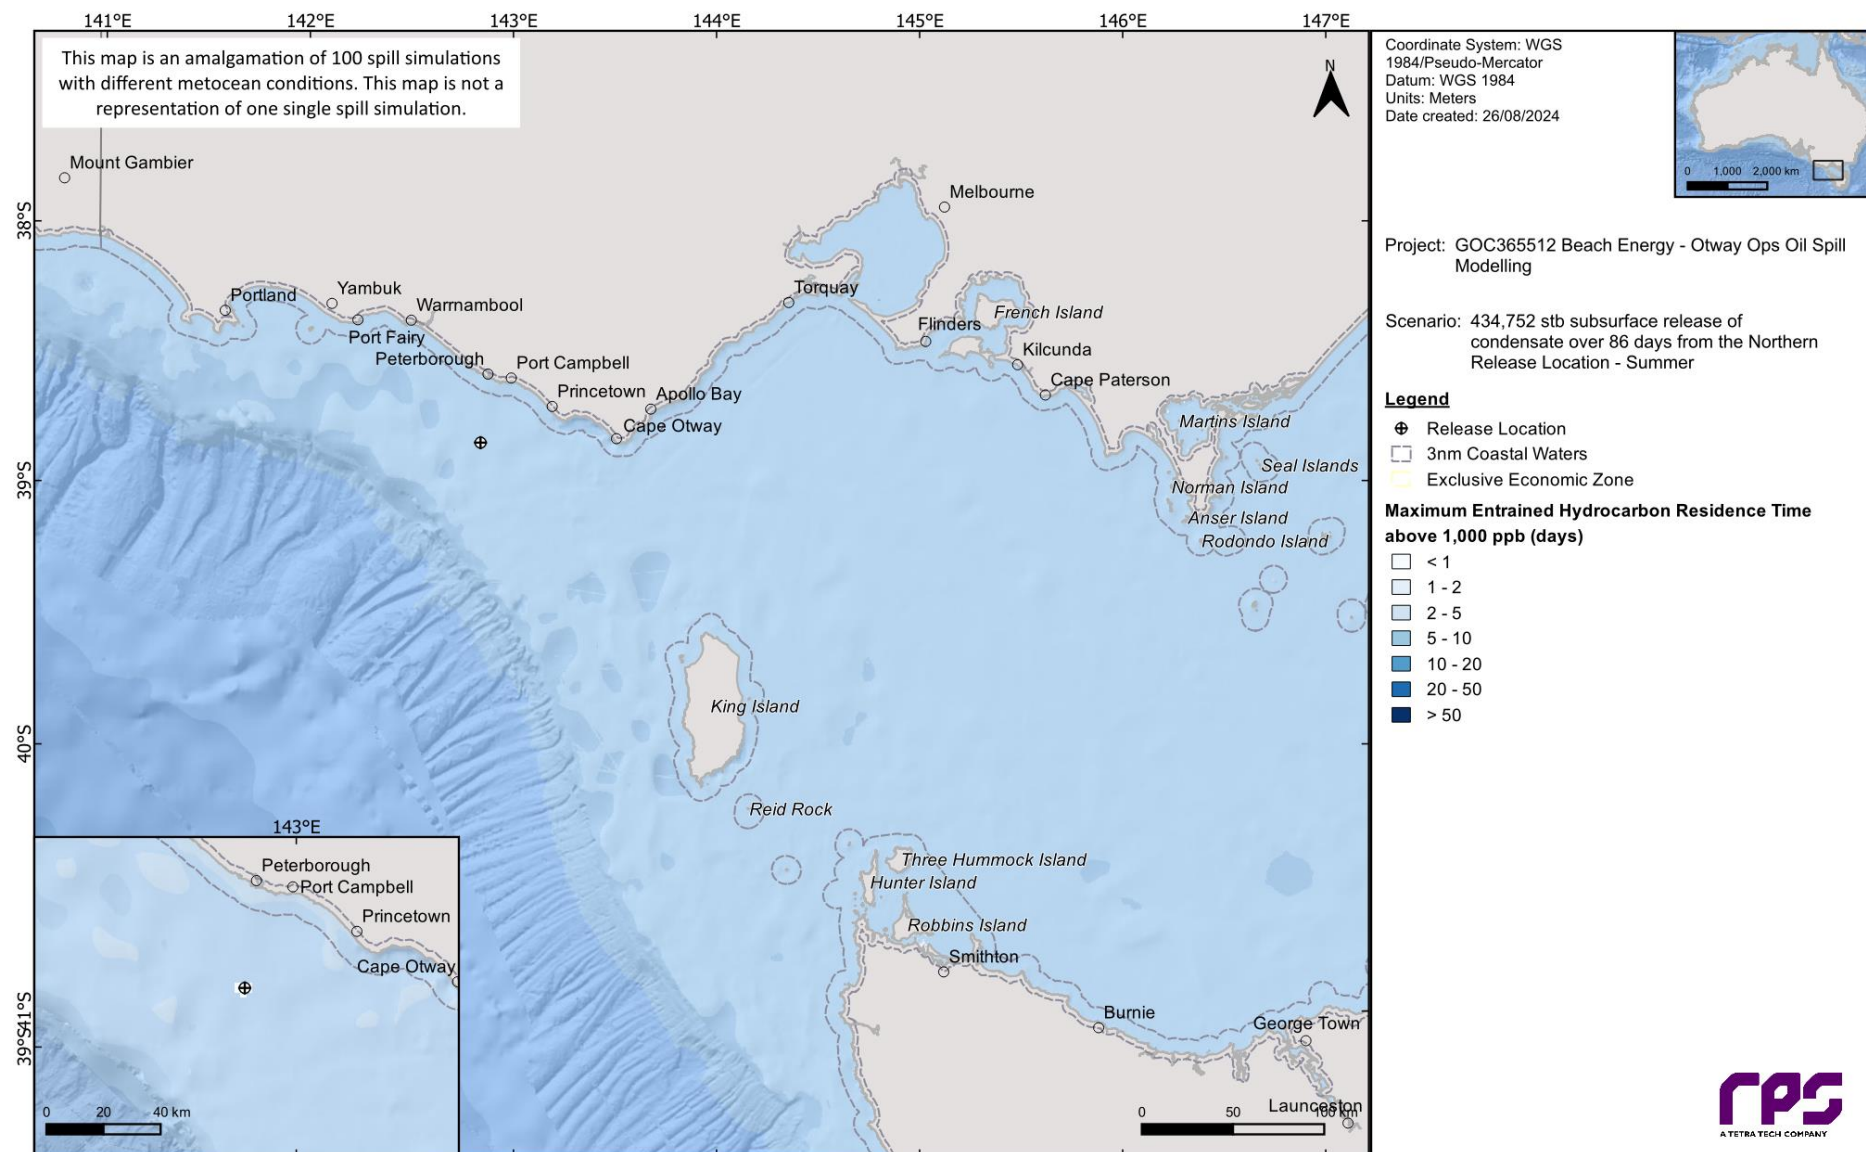 141°E 142°E 143°E 144°E 145°E 146°E 147°E
This map is an amalgamation of 100 spill simulations
with different metocean conditions. This map is not a
representation of one single spill simulation.
N
Mount Gambier
Melbourne
38°S
Portland
Yambuk
Warrnambool
Port Fairy
Peterborough
Port Campbell
Princetown
Apollo Bay
Cape Otway
Torquay
Flinders
French Island
Kilcunda
Cape Paterson
Martins Island
Seal Islands
Norman Island
Anser Island
Rodondo Island
39°S
King Island
40°S
Reid Rock
Three Hummock Island
Hunter Island
Robbins Island
Smithton
Burnie
George Town
Launceston
0 50 100 km
41°S
143°E
Peterborough
Port Campbell
Princetown
Cape Otway
39°S
0 20 40 km
Coordinate System: WGS
1984/Pseudo-Mercator
Datum: WGS 1984
Units: Meters
Date created: 26/08/2024
0 1,000 2,000 km
Project: GOC365512 Beach Energy - Otway Ops Oil Spill
Modelling
Scenario: 434,752 stb subsurface release of
condensate over 86 days from the Northern
Release Location - Summer
Legend
Release Location
3nm Coastal Waters
Exclusive Economic Zone
Maximum Entrained Hydrocarbon Residence Time
above 1,000 ppb (days)
< 1
1 - 2
2 - 5
5 - 10
10 - 20
20 - 50
> 50
rps
A TETRA TECH COMPANY